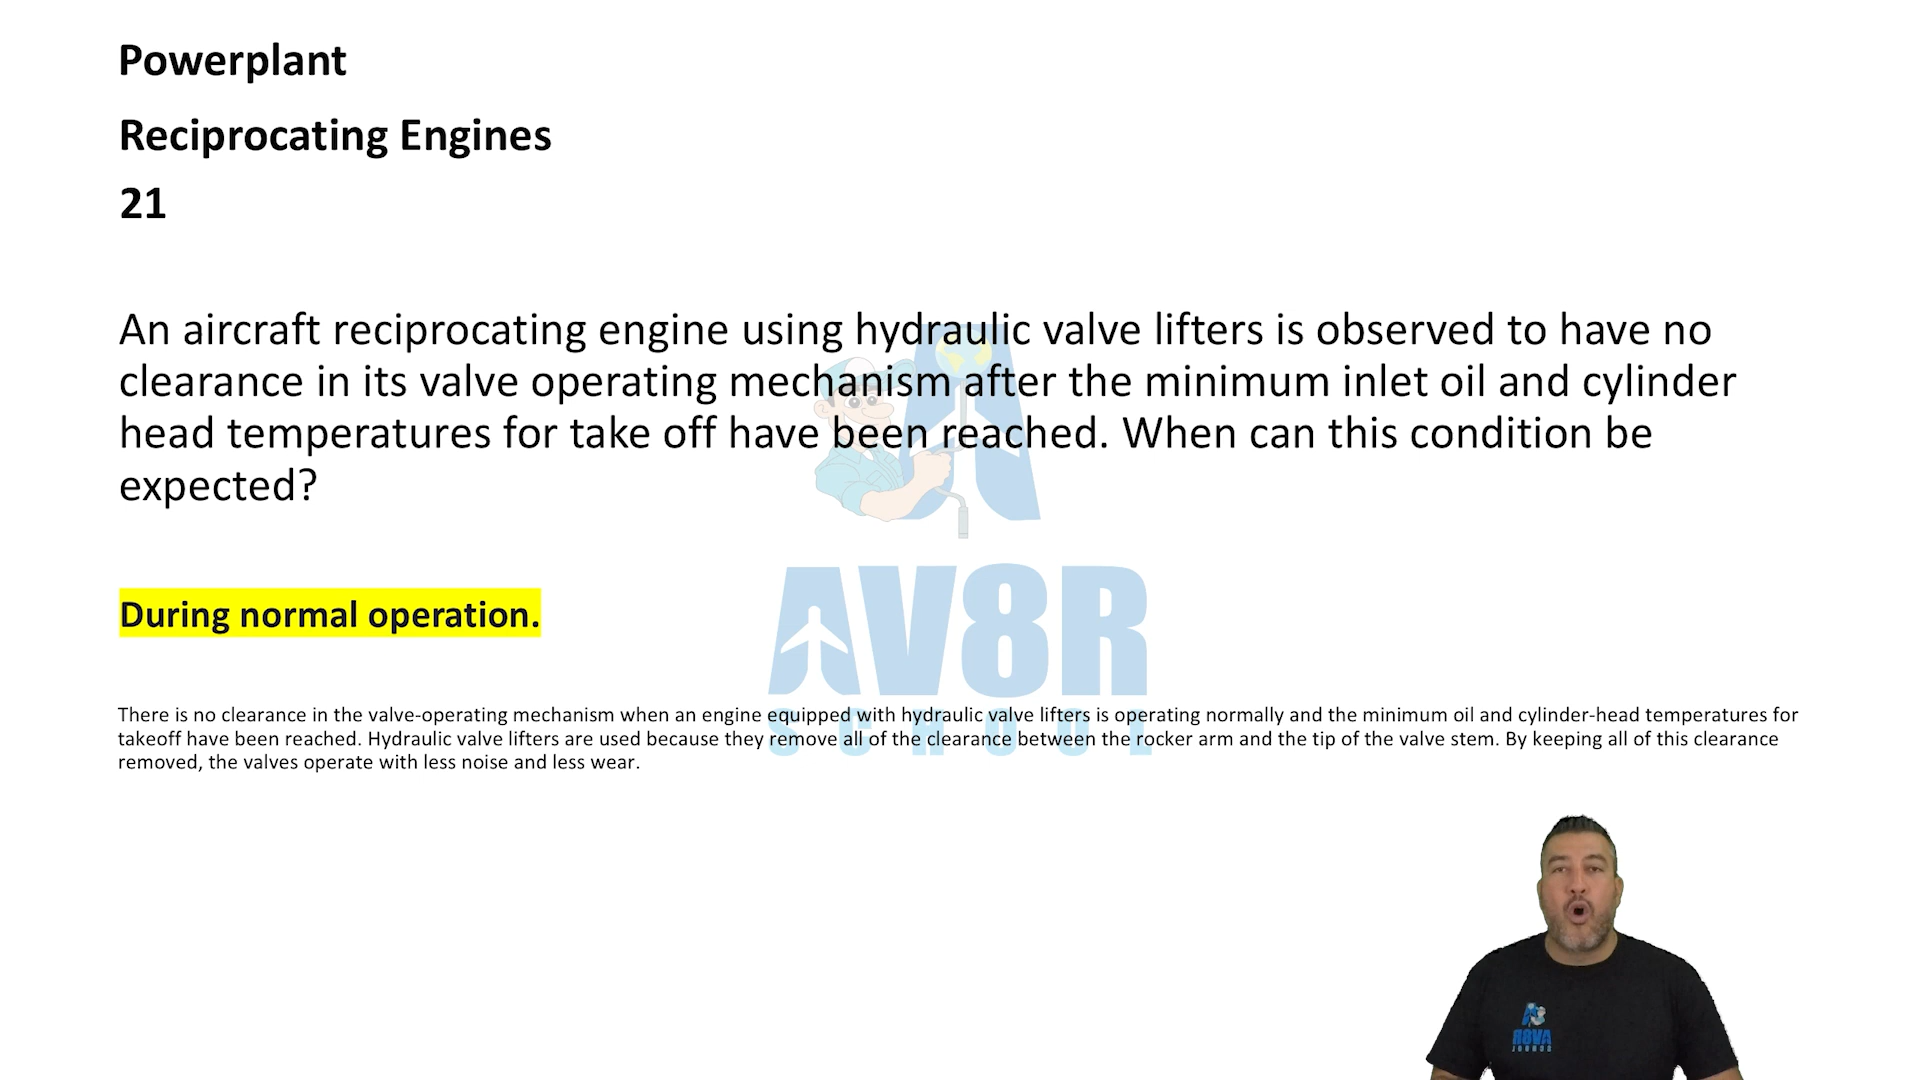 Powerplant
Reciprocating Engines
21
An aircraft reciprocating engine using hydraulic valve lifters is observed to have no
clearance in its valve operating mechanism after the minimum inlet oil and cylinder
head temperatures for take off have been reached. When can this condition be
expected?
During normal operation.
AV8R
SCHOOL
There is no clearance in the valve-operating mechanism when an engine equipped with hydraulic valve lifters is operating normally and the minimum oil and cylinder-head temperatures for
takeoff have been reached. Hydraulic valve lifters are used because they remove all of the clearance between the rocker arm and the tip of the valve stem. By keeping all of this clearance
removed, the valves operate with less noise and less wear.